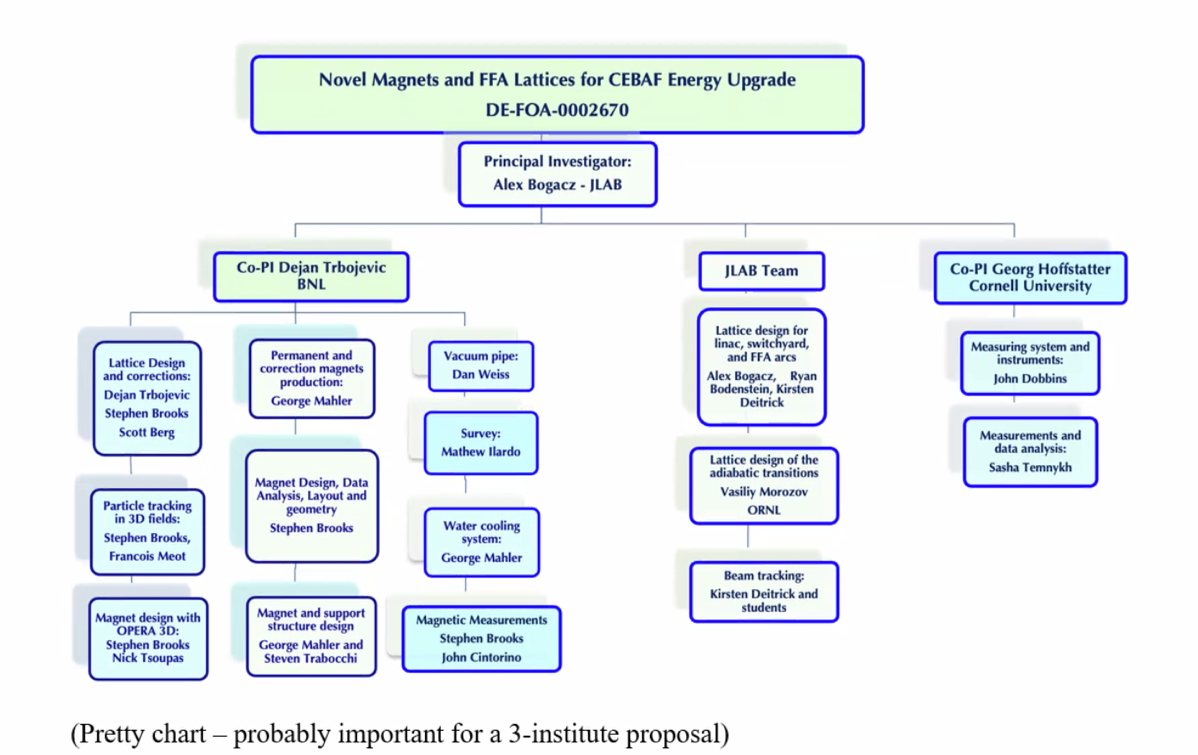 Novel Magnets and FFA Lattices for CEBAF Energy Upgrade
DE-FOA-0002670
Principal Investigator:
Alex Bogacz - JLAB
Co-PI Dejan Trbojevic
BNL
Lattice Design
and corrections:
Dejan Trbojevic
Stephen Brooks
Scott Berg
Particle tracking
in 3D fields:
Stephen Brooks,
Francois Meot
Magnet design with
OPERA 3D:
Stephen Brooks
Nick Tsoupas
Permanent and
correction magnets
production:
George Mahler
Magnet Design, Data
Analysis, Layout and
geometry
Stephen Brooks
Magnet and support
structure design
George Mahler and
Steven Trabocchi
Vacuum pipe:
Dan Weiss
Survey:
Mathew Ilardo
Water cooling
system:
George Mahler
Magnetic Measurements
Stephen Brooks
John Cintorino
JLAB Team
Lattice design for
linac, switchyard,
and FFA arcs
Alex Bogacz, Ryan
Bodenstein, Kirsten
Deitrick
Lattice design of the
adiabatic transitions
Vasiliy Morozov
ORNL
Beam tracking:
Kirsten Deitrick and
students
Co-PI Georg Hoffstatter
Cornell University
Measuring system and
instruments:
John Dobbins
Measurements and
data analysis:
Sasha Temnykh
(Pretty chart – probably important for a 3-institute proposal)